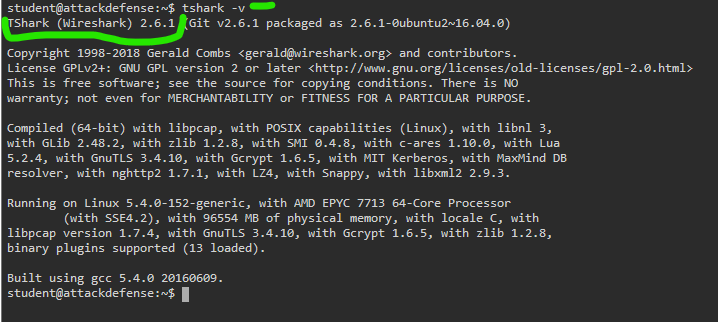 student@attackdefense:~$ tshark -v
TShark (Wireshark) 2.6.1 (Git v2.6.1 packaged as 2.6.1-0ubuntu2~16.04.0)
Copyright 1998-2018 Gerald Combs <gerald@wireshark.org> and contributors.
License GPLv2+: GNU GPL version 2 or later <http://www.gnu.org/licenses/old-licenses/gpl-2.0.html>
This is free software; see the source for copying conditions. There is NO
warranty; not even for MERCHANTABILITY or FITNESS FOR A PARTICULAR PURPOSE.
Compiled (64-bit) with libpcap, with POSIX capabilities (Linux), with libnl 3,
with GLib 2.48.2, with zlib 1.2.8, with SMI 0.4.8, with c-ares 1.10.0, with Lua
5.2.4, with GnuTLS 3.4.10, with Gcrypt 1.6.5, with MIT Kerberos, with MaxMind DB
resolver, with nghttp2 1.7.1, with LZ4, with Snappy, with libxml2 2.9.3.
Running on Linux 5.4.0-152-generic, with AMD EPYC 7713 64-Core Processor
(with SSE4.2), with 96554 MB of physical memory, with locale C, with
libpcap version 1.7.4, with GnuTLS 3.4.10, with Gcrypt 1.6.5, with zlib 1.2.8,
binary plugins supported (13 loaded).
Built using gcc 5.4.0 20160609.
student@attackdefense:~$